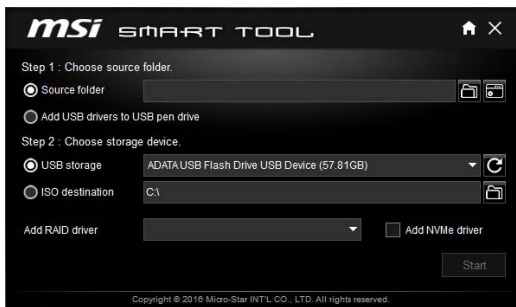 msi SMART TOOL
Step 1 : Choose source folder.
Source folder
Add USB drivers to USB pen drive
Step 2 : Choose storage device.
USB storage ADATA USB Flash Drive USB Device (57.81GB)
ISO destination C:\
Add RAID driver Add NVMe driver
Start
Copyright © 2016 Micro-Star INT'L CO., LTD. All rights reserved.